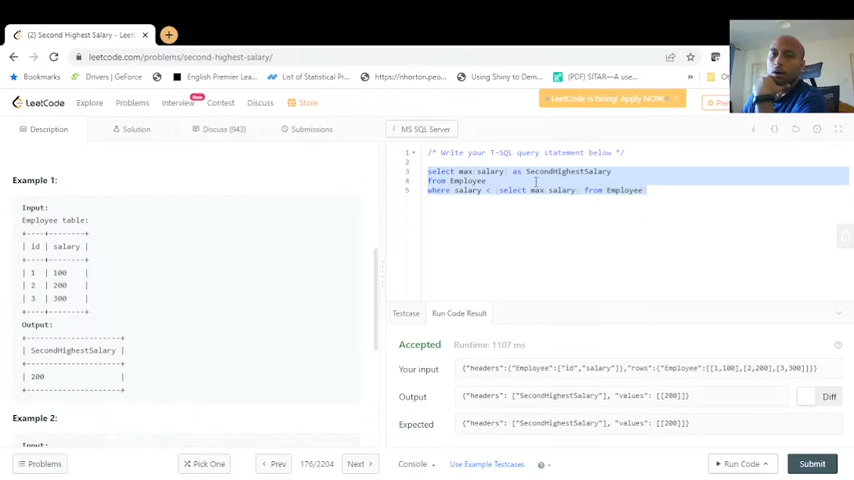 (2) Second Highest Salary - LeetC
leetcode.com/problems/second-highest-salary/
Bookmarks
Drivers | GeForce
English Premier Lea...
List of Statistical Pro...
https://nhorton.peo...
Using Shiny to Dem...
(PDF) SITAR—A use...
LeetCode
Explore
Problems
Interview
New
Contest
Discuss
Store
LeetCode is hiring! Apply NOW.
Description
Solution
Discuss (943)
Submissions
MS SQL Server
Example 1:
Input:
Employee table:
+----+--------+
| id | salary |
+----+--------+
| 1 | 100 |
| 2 | 200 |
| 3 | 300 |
+----+--------+
Output:
+---------------------+
| SecondHighestSalary |
+---------------------+
| 200 |
+---------------------+
Example 2:
Input:
1 /* Write your T-SQL query statement below */
2
3 select max(salary) as SecondHighestSalary
4 from Employee
5 where salary < (select max(salary) from Employee)
Testcase
Run Code Result
Accepted
Runtime: 1107 ms
Your input
{"headers":{"Employee":["id","salary"]},"rows":{"Employee":[[1,100],[2,200],[3,300]]}}
Output
{"headers": ["SecondHighestSalary"], "values": [[200]]}
Diff
Expected
{"headers": ["SecondHighestSalary"], "values": [[200]]}
Problems
Pick One
Prev
176/2204
Next
Console
Use Example Testcases
Run Code
Submit